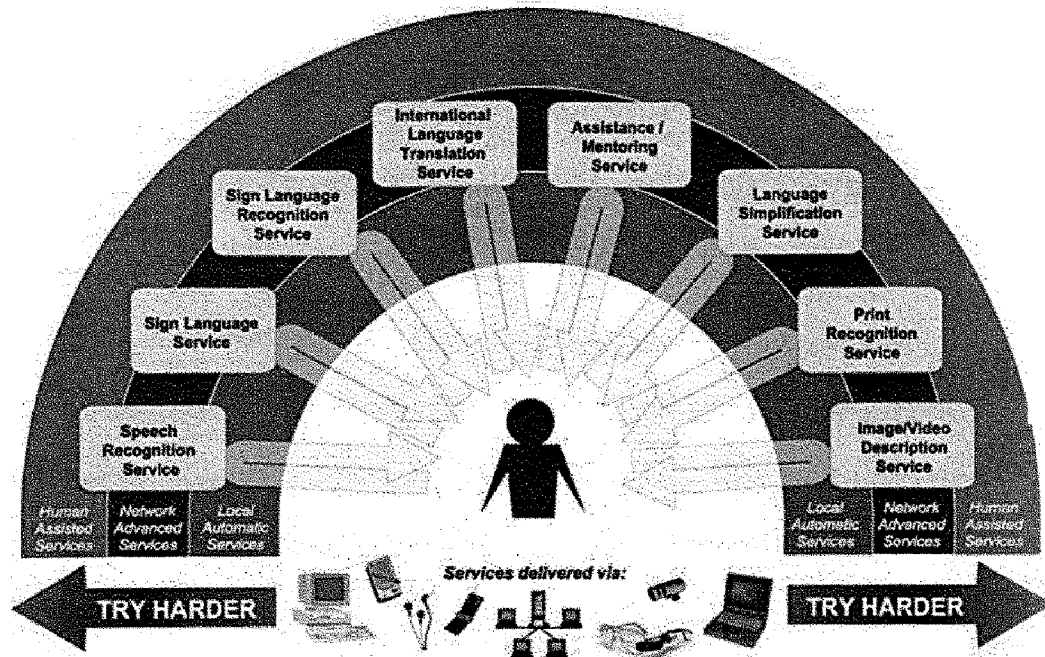 International
Language
Translation
Service
Assistance /
Mentoring
Service
Sign Language
Recognition
Service
Language
Simplification
Service
Sign Language
Service
Print
Recognition
Service
Speech
Recognition
Service
Image/Video
Description
Service
Human
Assisted
Services
Network
Advanced
Services
Local
Automatic
Services
Local
Automatic
Services
Network
Advanced
Services
Human
Assisted
Services
Services delivered via:
TRY HARDER
TRY HARDER